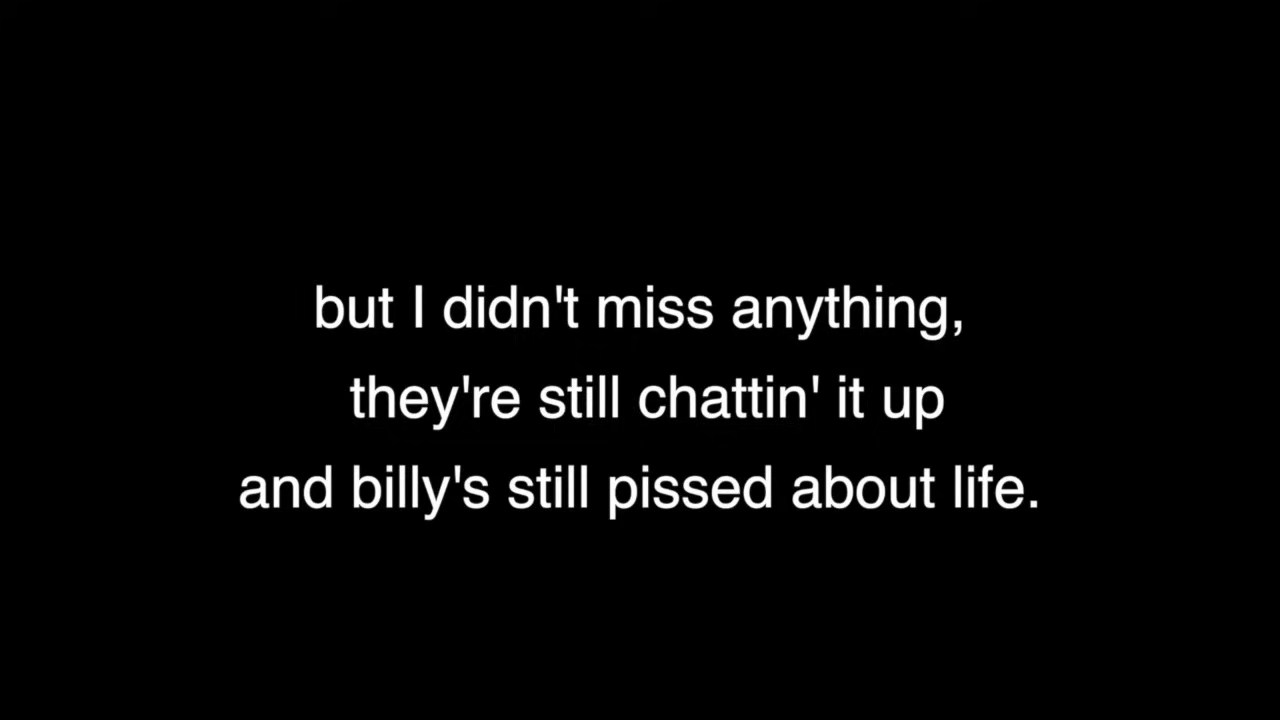 but I didn't miss anything,
they're still chattin' it up
and billy's still pissed about life.